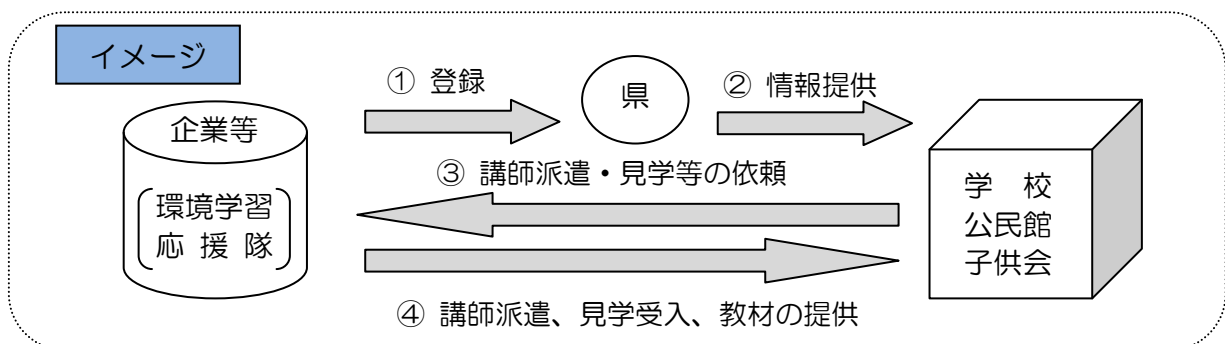 イメージ
① 登録
県
② 情報提供
企業等
環境学習
応 援 隊
③ 講師派遣・見学等の依頼
学　校
公民館
子供会
④ 講師派遣、見学受入、教材の提供